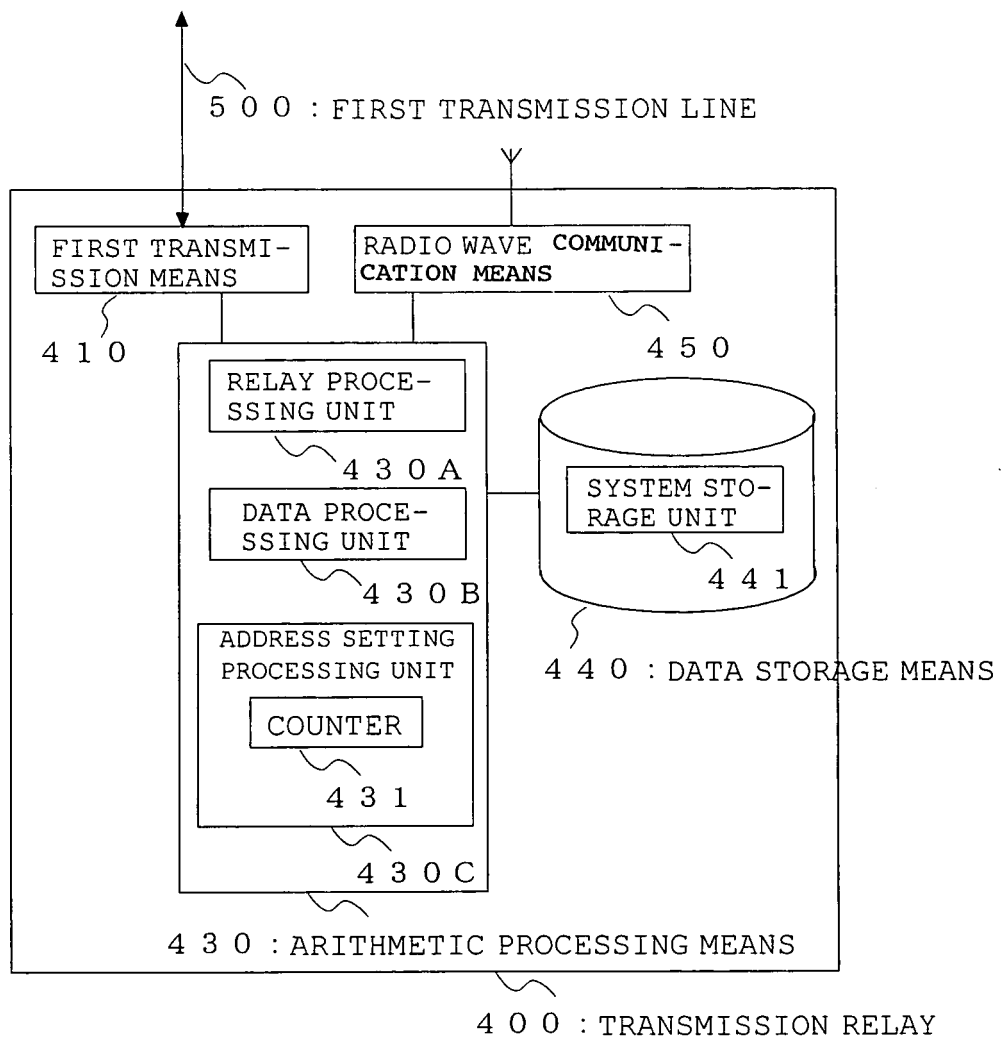 500 : FIRST TRANSMISSION LINE
FIRST TRANSMI-
SSION MEANS
RADIO WAVE COMMUNI-
CATION MEANS
410
450
RELAY PROCE-
SSING UNIT
430A
SYSTEM STO-
RAGE UNIT
DATA PROCE-
SSING UNIT
441
430B
ADDRESS SETTING
PROCESSING UNIT
440 : DATA STORAGE MEANS
COUNTER
431
430C
430 : ARITHMETIC PROCESSING MEANS
400 : TRANSMISSION RELAY